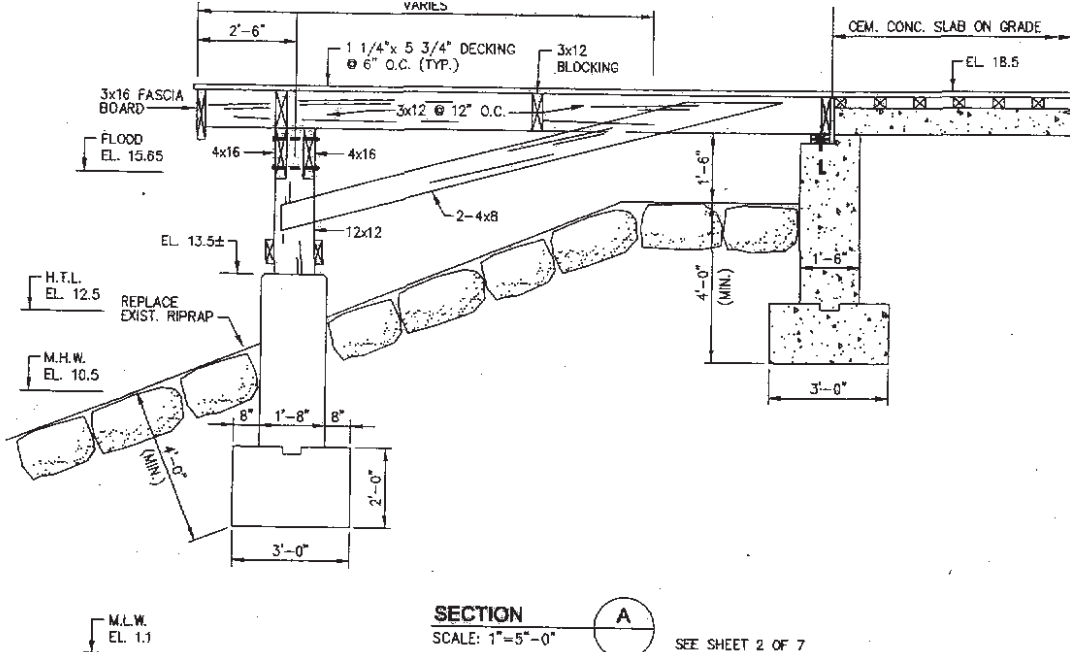 VARIES
CEM. CONC. SLAB ON GRADE
2'-6"
1 1/4"x 5 3/4" DECKING
@ 6" O.C. (TYP.)
3x12
BLOCKING
EL 18.5
3x16 FASCIA
BOARD
3x12 @ 12" O.C.
FLODD
EL. 15.65
4x16
4x16
1'-6"
2-4x8
12x12
EL. 13.5±
1'-6"
4'-0"
(MIN.)
H.T.L.
EL. 12.5
REPLACE
EXIST. RIPRAP
M.H.W.
EL. 10.5
3'-0"
8"
1'-8"
8"
4'-0"
(MIN.)
2'-0"
3'-0"
M.L.W.
EL. 1.1
SECTION
A
SCALE: 1"=5"-0"
SEE SHEET 2 OF 7